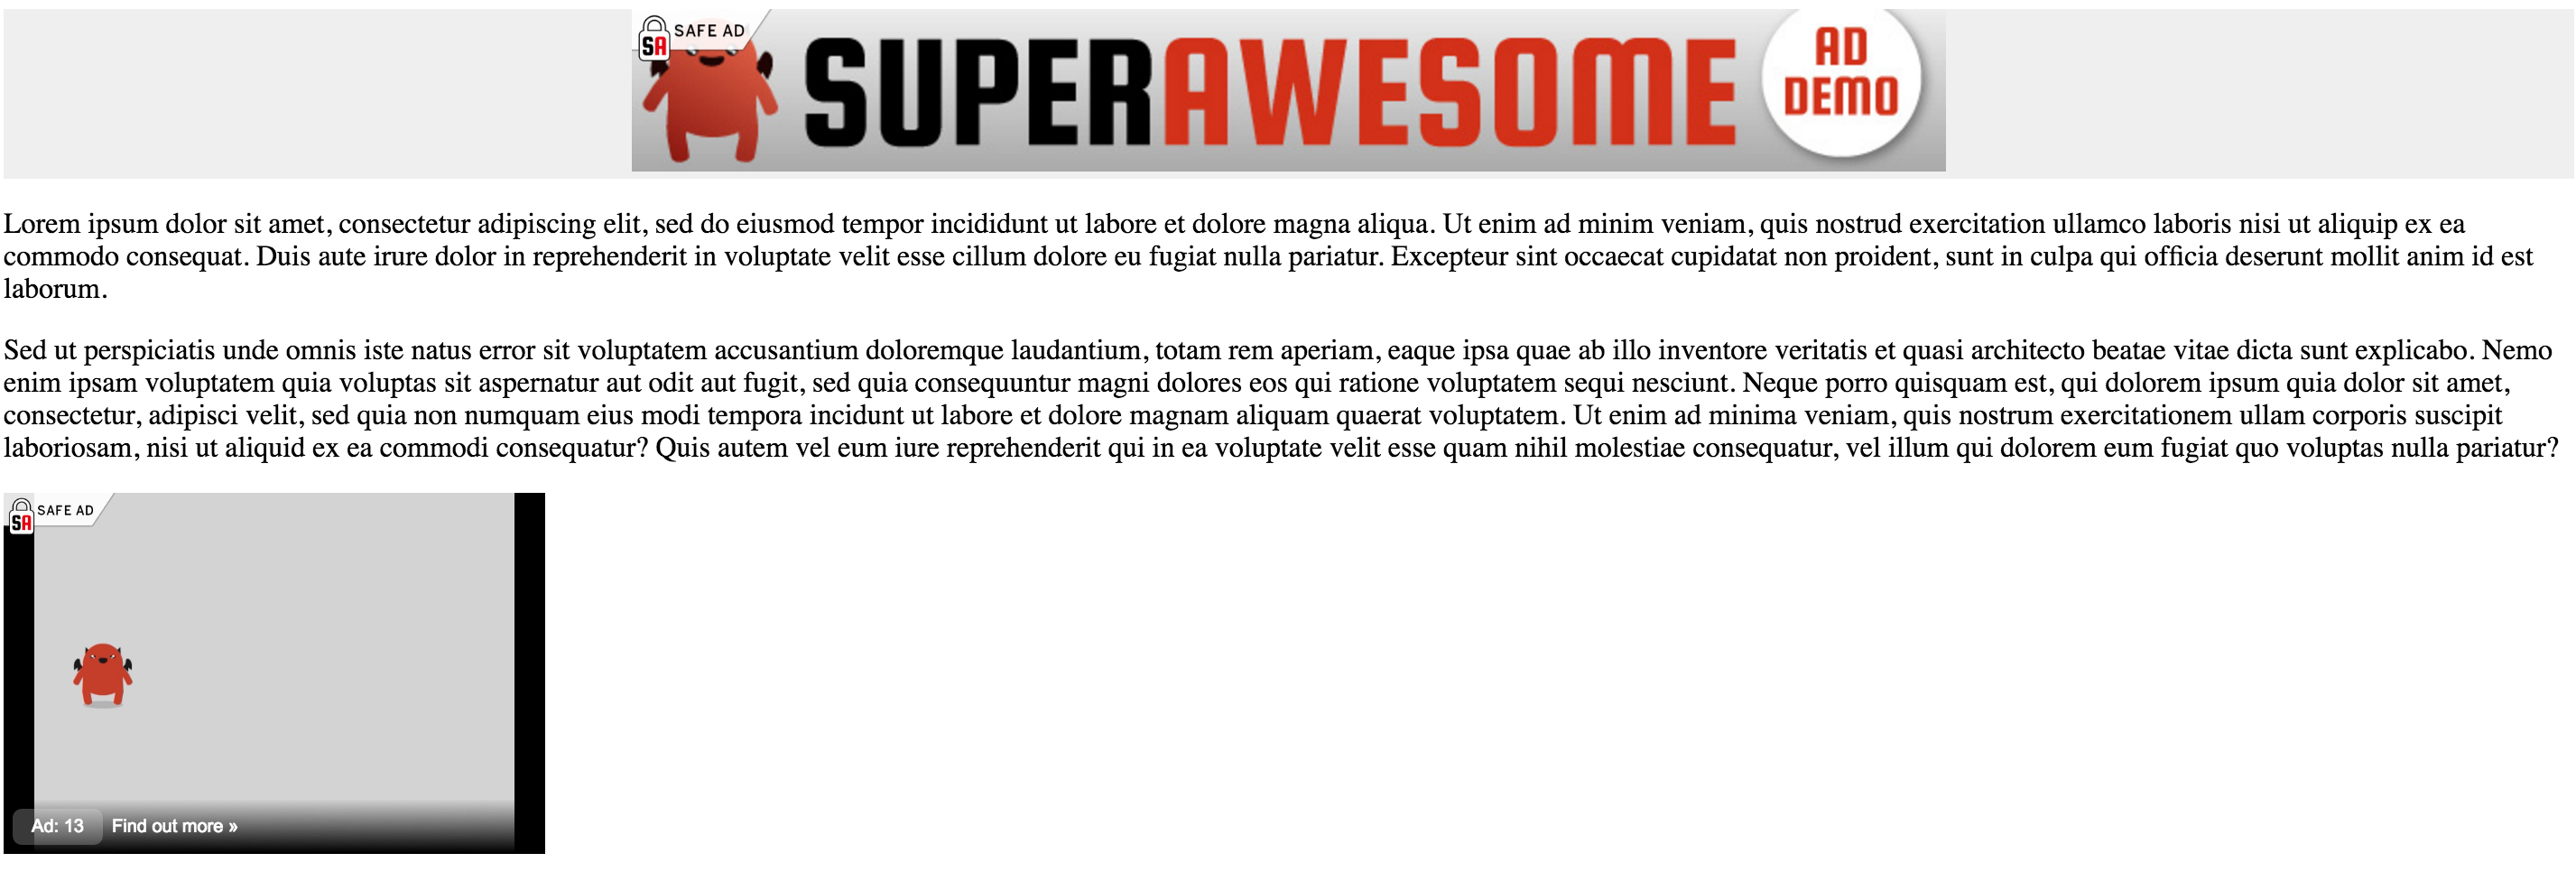 SA SAFE AD
SUPERAWESOME
AD
DEMO
Lorem ipsum dolor sit amet, consectetur adipiscing elit, sed do eiusmod tempor incididunt ut labore et dolore magna aliqua. Ut enim ad minim veniam, quis nostrud exercitation ullamco laboris nisi ut aliquip ex ea
commodo consequat. Duis aute irure dolor in reprehenderit in voluptate velit esse cillum dolore eu fugiat nulla pariatur. Excepteur sint occaecat cupidatat non proident, sunt in culpa qui officia deserunt mollit anim id est
laborum.
Sed ut perspiciatis unde omnis iste natus error sit voluptatem accusantium doloremque laudantium, totam rem aperiam, eaque ipsa quae ab illo inventore veritatis et quasi architecto beatae vitae dicta sunt explicabo. Nemo
enim ipsam voluptatem quia voluptas sit aspernatur aut odit aut fugit, sed quia consequuntur magni dolores eos qui ratione voluptatem sequi nesciunt. Neque porro quisquam est, qui dolorem ipsum quia dolor sit amet,
consectetur, adipisci velit, sed quia non numquam eius modi tempora incidunt ut labore et dolore magnam aliquam quaerat voluptatem. Ut enim ad minima veniam, quis nostrum exercitationem ullam corporis suscipit
laboriosam, nisi ut aliquid ex ea commodi consequatur? Quis autem vel eum iure reprehenderit qui in ea voluptate velit esse quam nihil molestiae consequatur, vel illum qui dolorem eum fugiat quo voluptas nulla pariatur?
SA SAFE AD
Ad: 13 Find out more »